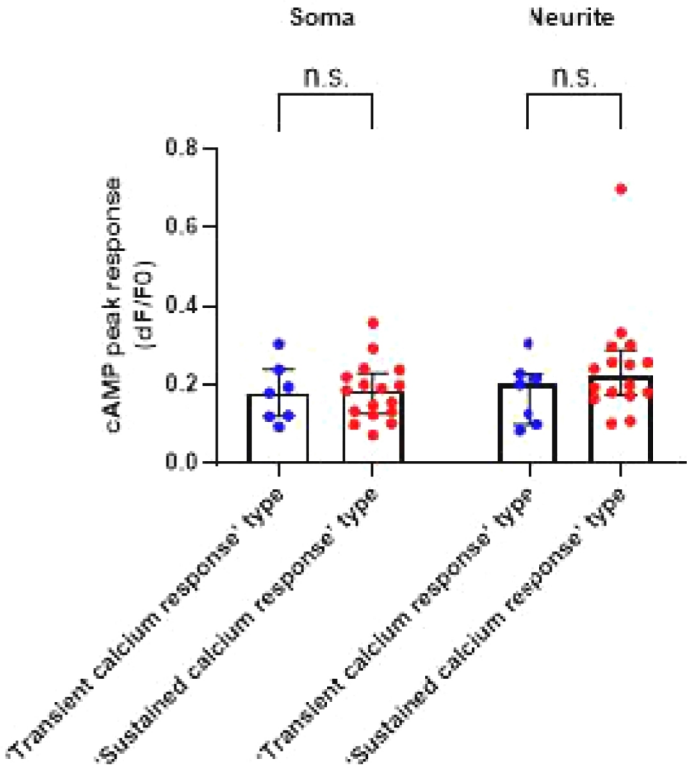 Soma
Neurite
n.s.
n.s.
cAMP peak response
(dF/F0)
0.8
0.6
0.4
0.2
0.0
‘Transient calcium response’ type
‘Sustained calcium response’ type
‘Transient calcium response’ type
‘Sustained calcium response’ type